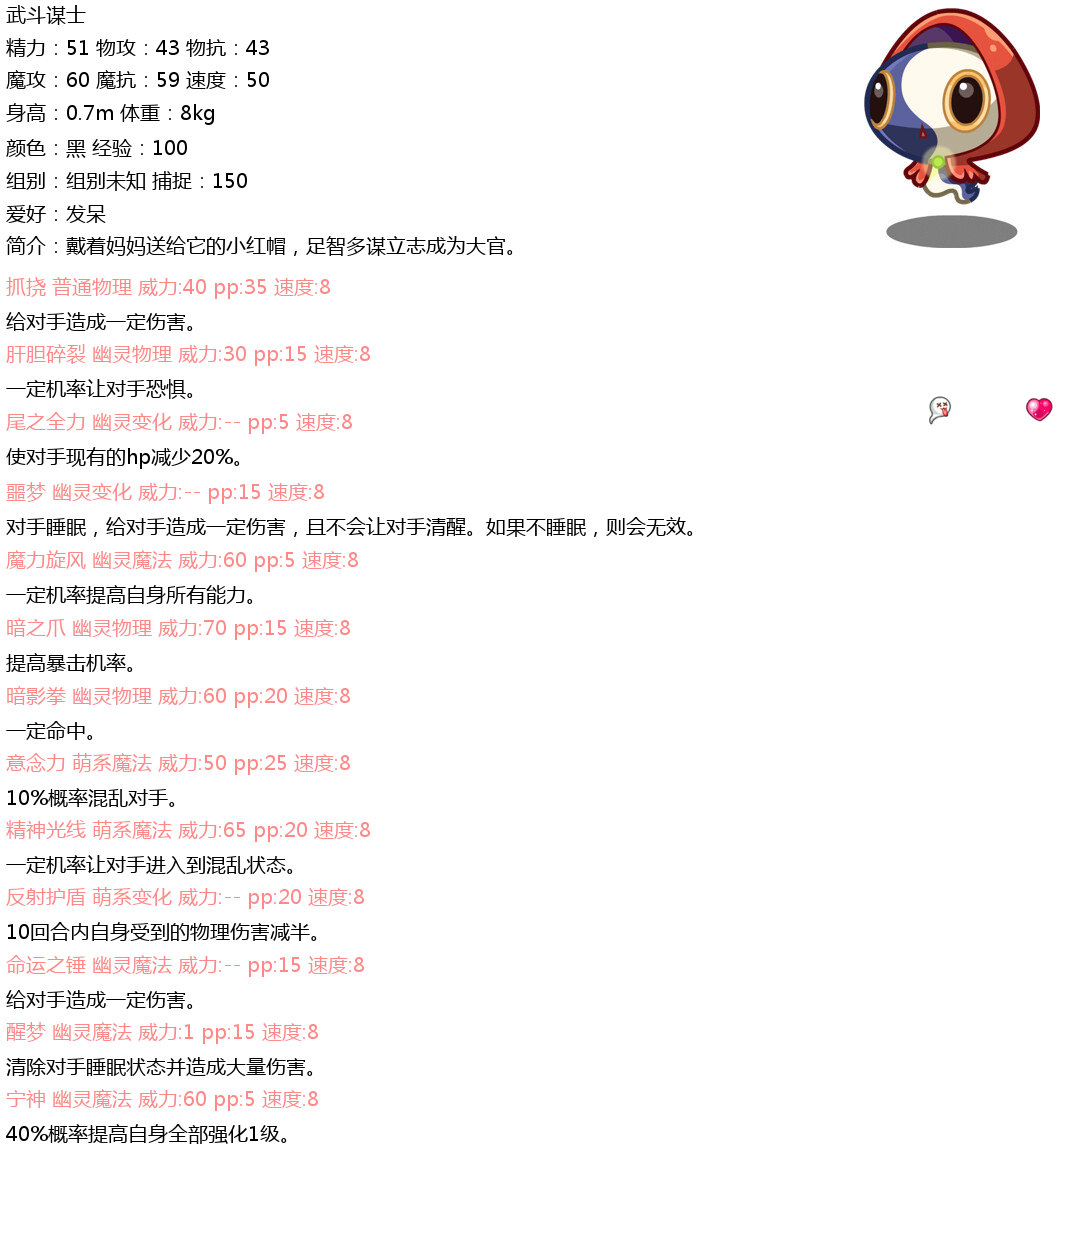 武斗谋士
精力：51 物攻：43 物抗：43
魔攻：60 魔抗：59 速度：50
身高：0.7m 体重：8kg
颜色：黑 经验：100
组别：组别未知 捕捉：150
爱好：发呆
简介：戴着妈妈送给它的小红帽，足智多谋立志成为大官。
抓挠 普通物理 威力:40 pp:35 速度:8
给对手造成一定伤害。
肝胆碎裂 幽灵物理 威力:30 pp:15 速度:8
一定机率让对手恐惧。
尾之全力 幽灵变化 威力:-- pp:5 速度:8
使对手现有的hp减少20%。
噩梦 幽灵变化 威力:-- pp:15 速度:8
对手睡眠，给对手造成一定伤害，且不会让对手清醒。如果不睡眠，则会无效。
魔力旋风 幽灵魔法 威力:60 pp:5 速度:8
一定机率提高自身所有能力。
暗之爪 幽灵物理 威力:70 pp:15 速度:8
提高暴击机率。
暗影拳 幽灵物理 威力:60 pp:20 速度:8
一定命中。
意念力 萌系魔法 威力:50 pp:25 速度:8
10%概率混乱对手。
精神光线 萌系魔法 威力:65 pp:20 速度:8
一定机率让对手进入到混乱状态。
反射护盾 萌系变化 威力:-- pp:20 速度:8
10回合内自身受到的物理伤害减半。
命运之锤 幽灵魔法 威力:-- pp:15 速度:8
给对手造成一定伤害。
醒梦 幽灵魔法 威力:1 pp:15 速度:8
清除对手睡眠状态并造成大量伤害。
宁神 幽灵魔法 威力:60 pp:5 速度:8
40%概率提高自身全部强化1级。